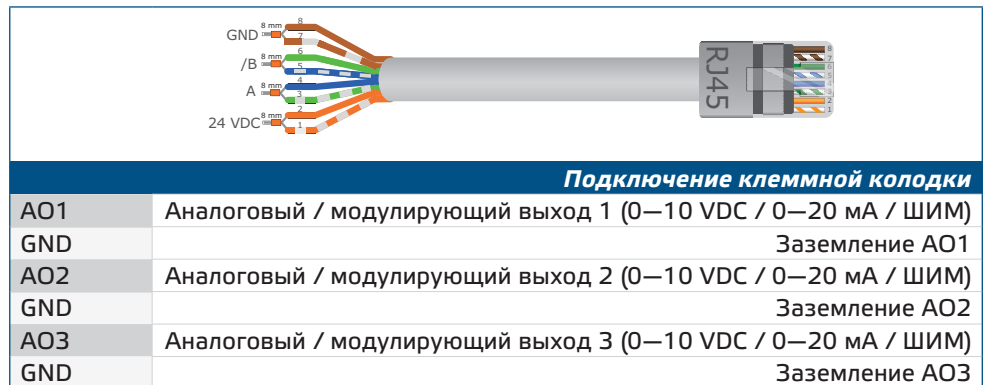 GND 8 mm 8
7
/B 8 mm 6
5
A 8 mm 4
3
24 VDC 8 mm 2
1
RJ45
8
7
6
5
4
3
2
1
Подключение клеммной колодки
AO1 Аналоговый / модулирующий выход 1 (0—10 VDC / 0—20 мА / ШИМ)
GND Заземление AO1
AO2 Аналоговый / модулирующий выход 2 (0—10 VDC / 0—20 мА / ШИМ)
GND Заземление AO2
AO3 Аналоговый / модулирующий выход 3 (0—10 VDC / 0—20 мА / ШИМ)
GND Заземление AO3